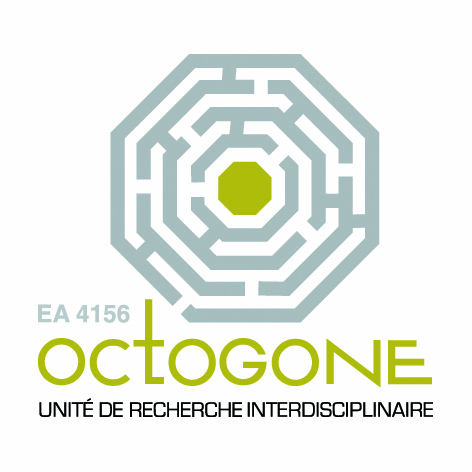 EA 4156
octogone
UNITÉ DE RECHERCHE INTERDISCIPLINAIRE